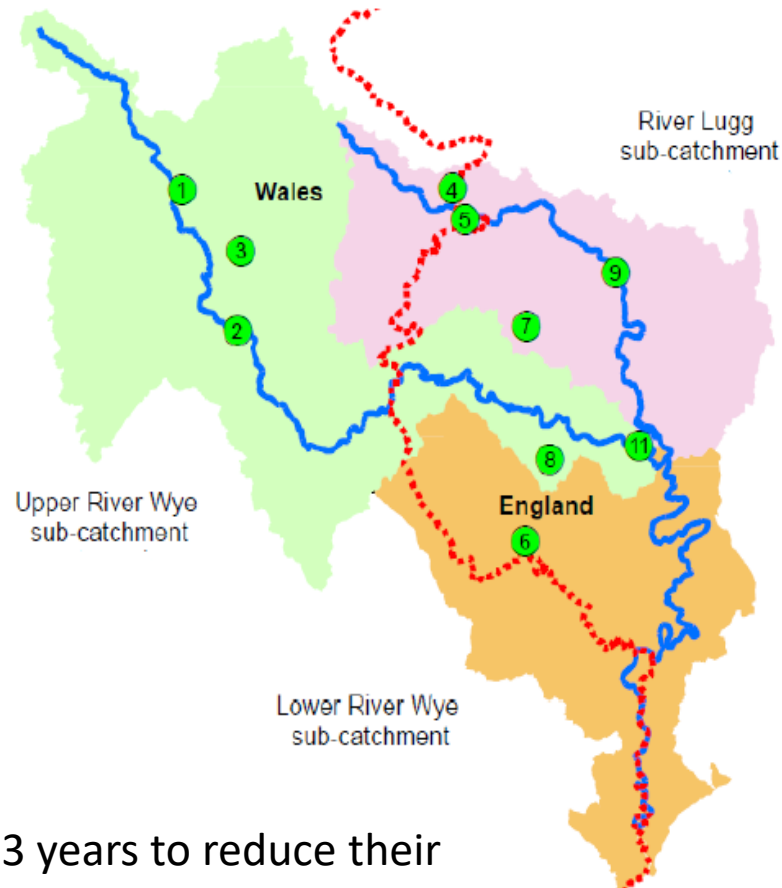 River Lugg
sub-catchment
Wales
1
4
5
3
9
2
7
11
8
Upper River Wye
sub-catchment
England
6
Lower River Wye
sub-catchment
3 years to reduce their